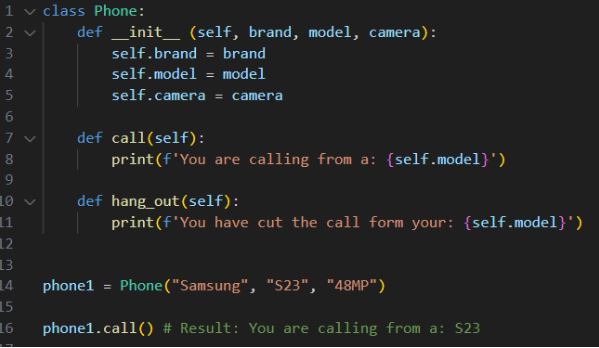 1 class Phone:
2 def __init__ (self, brand, model, camera):
3 self.brand = brand
4 self.model = model
5 self.camera = camera
6
7 def call(self):
8 print(f'You are calling from a: {self.model}')
9
10 def hang_out(self):
11 print(f'You have cut the call form your: {self.model}')
12
13
14 phone1 = Phone("Samsung", "S23", "48MP")
15
16 phone1.call() # Result: You are calling from a: S23